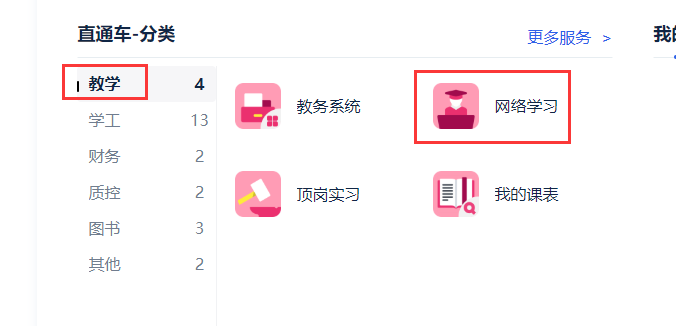 直通车-分类
更多服务 >
教学 4
教务系统
网络学习
学工 13
财务 2
质控 2
顶岗实习
我的课表
图书 3
其他 2